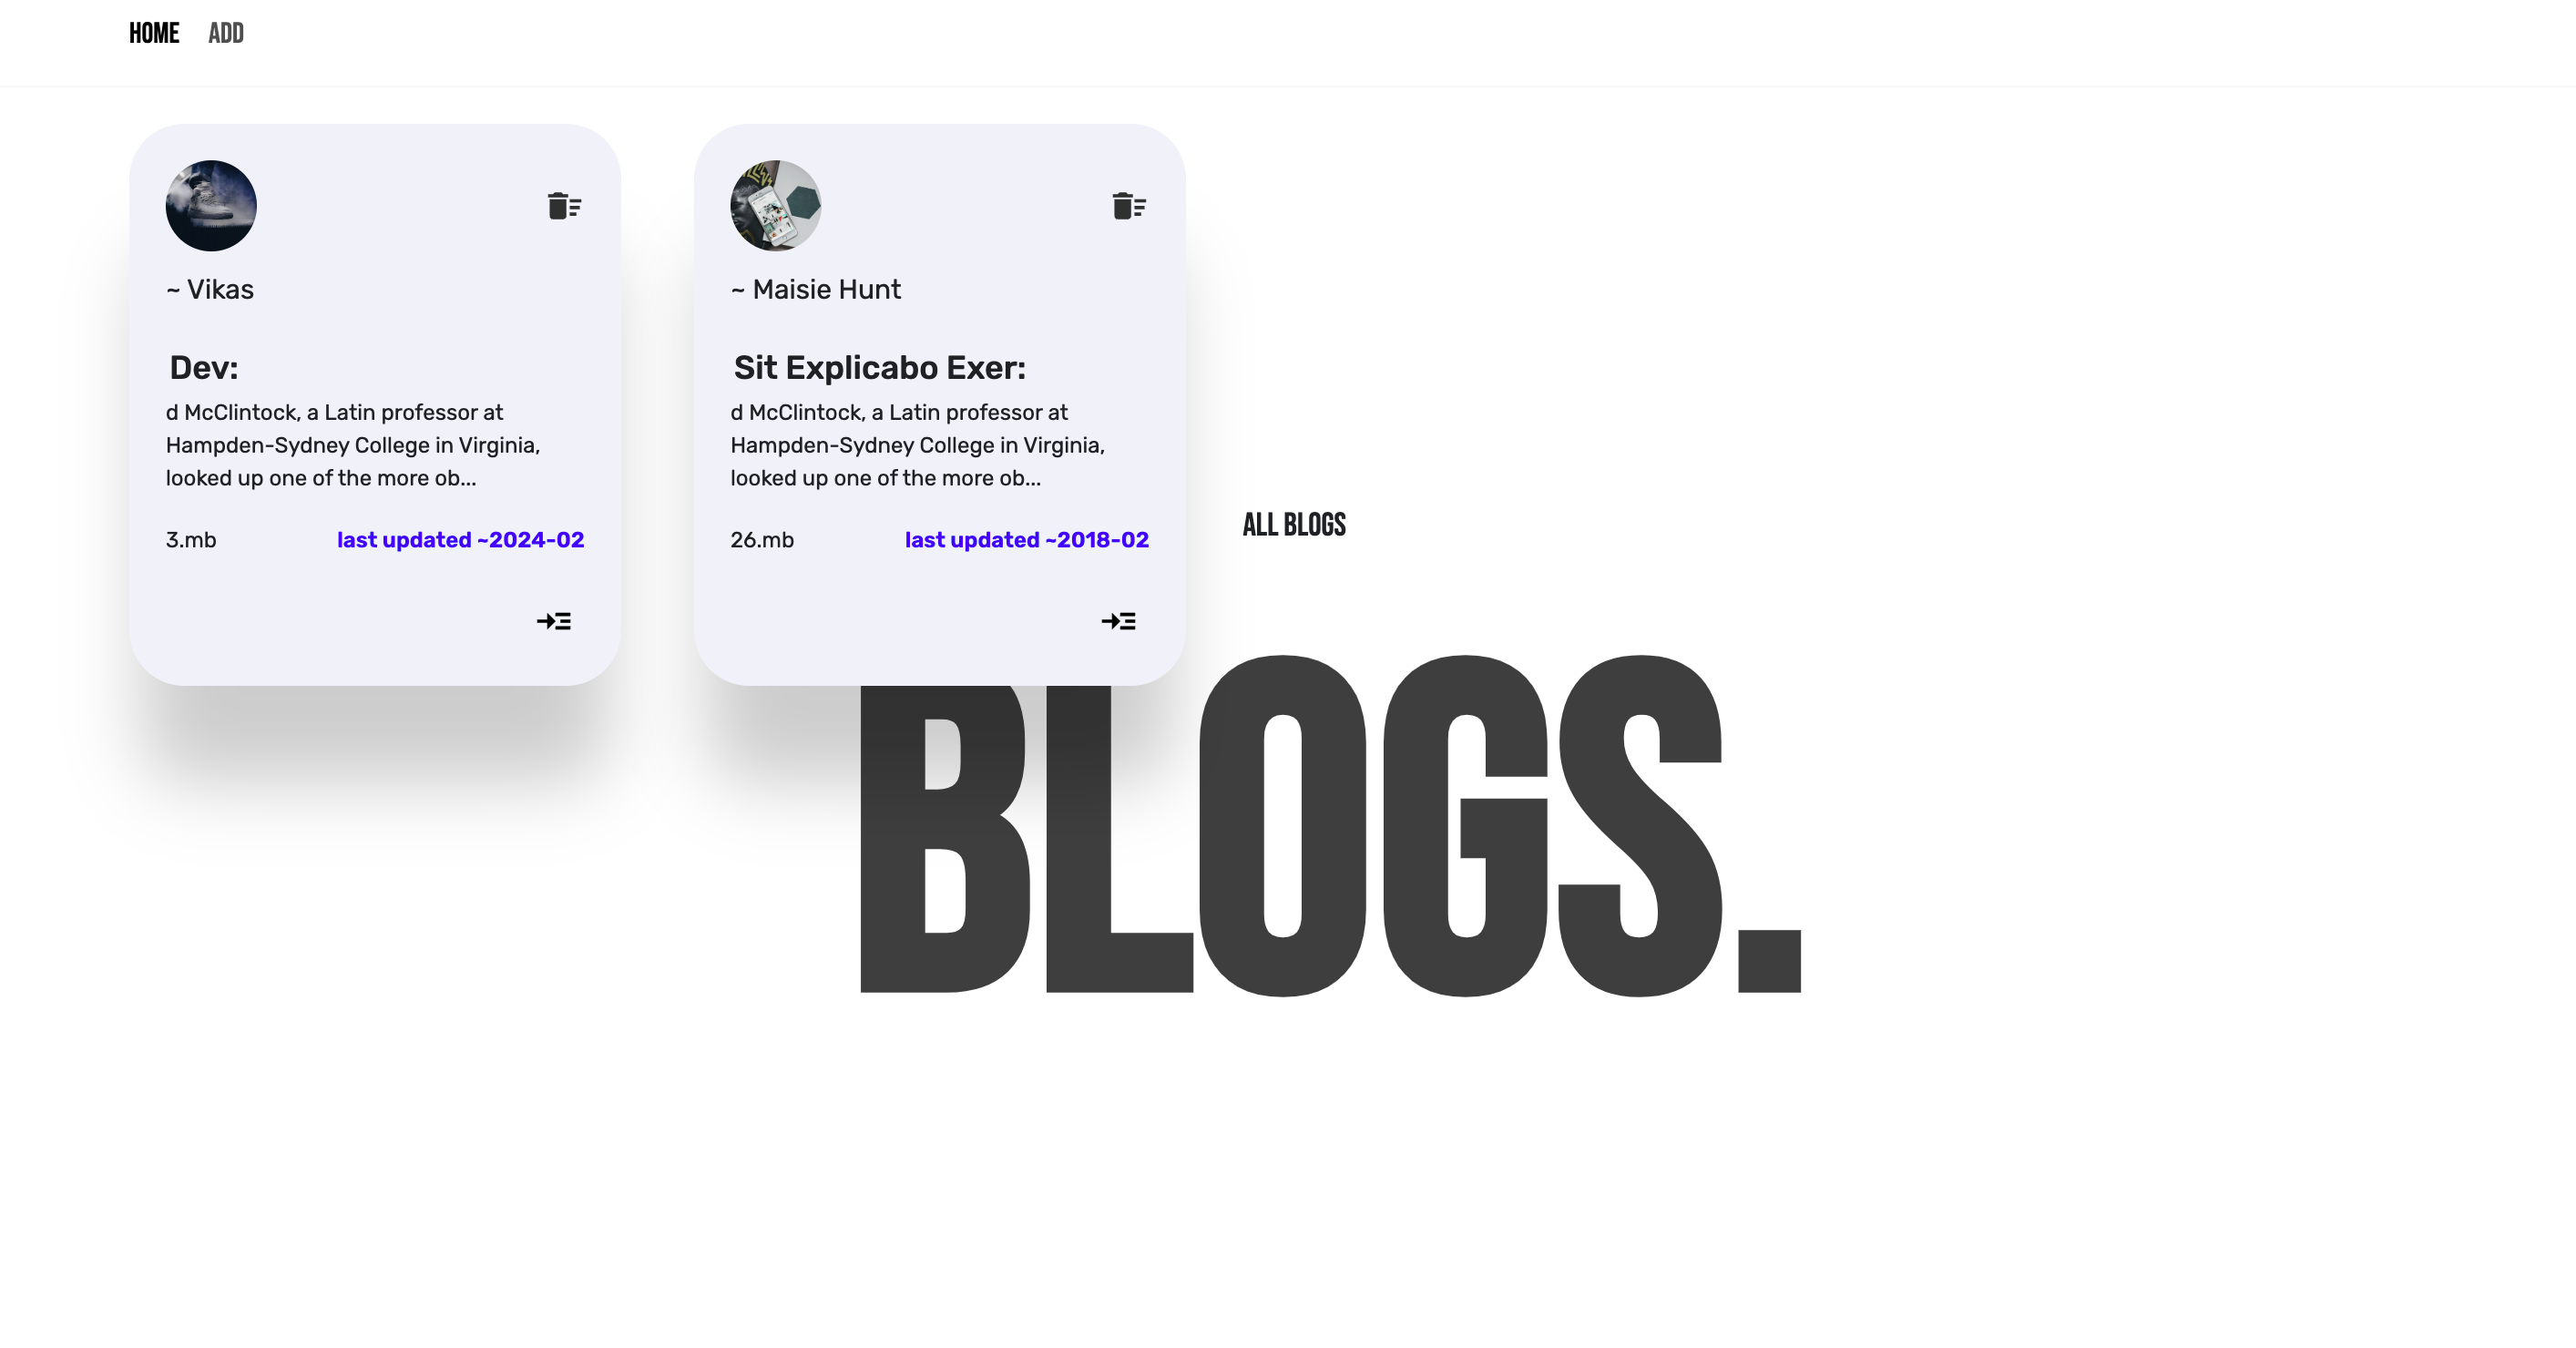 HOME ADD
~ Vikas
Dev:
d McClintock, a Latin professor at
Hampden-Sydney College in Virginia,
looked up one of the more ob...
3.mb last updated ~2024-02
~ Maisie Hunt
Sit Explicabo Exer:
d McClintock, a Latin professor at
Hampden-Sydney College in Virginia,
looked up one of the more ob...
26.mb last updated ~2018-02
ALL BLOGS
BLOGS.